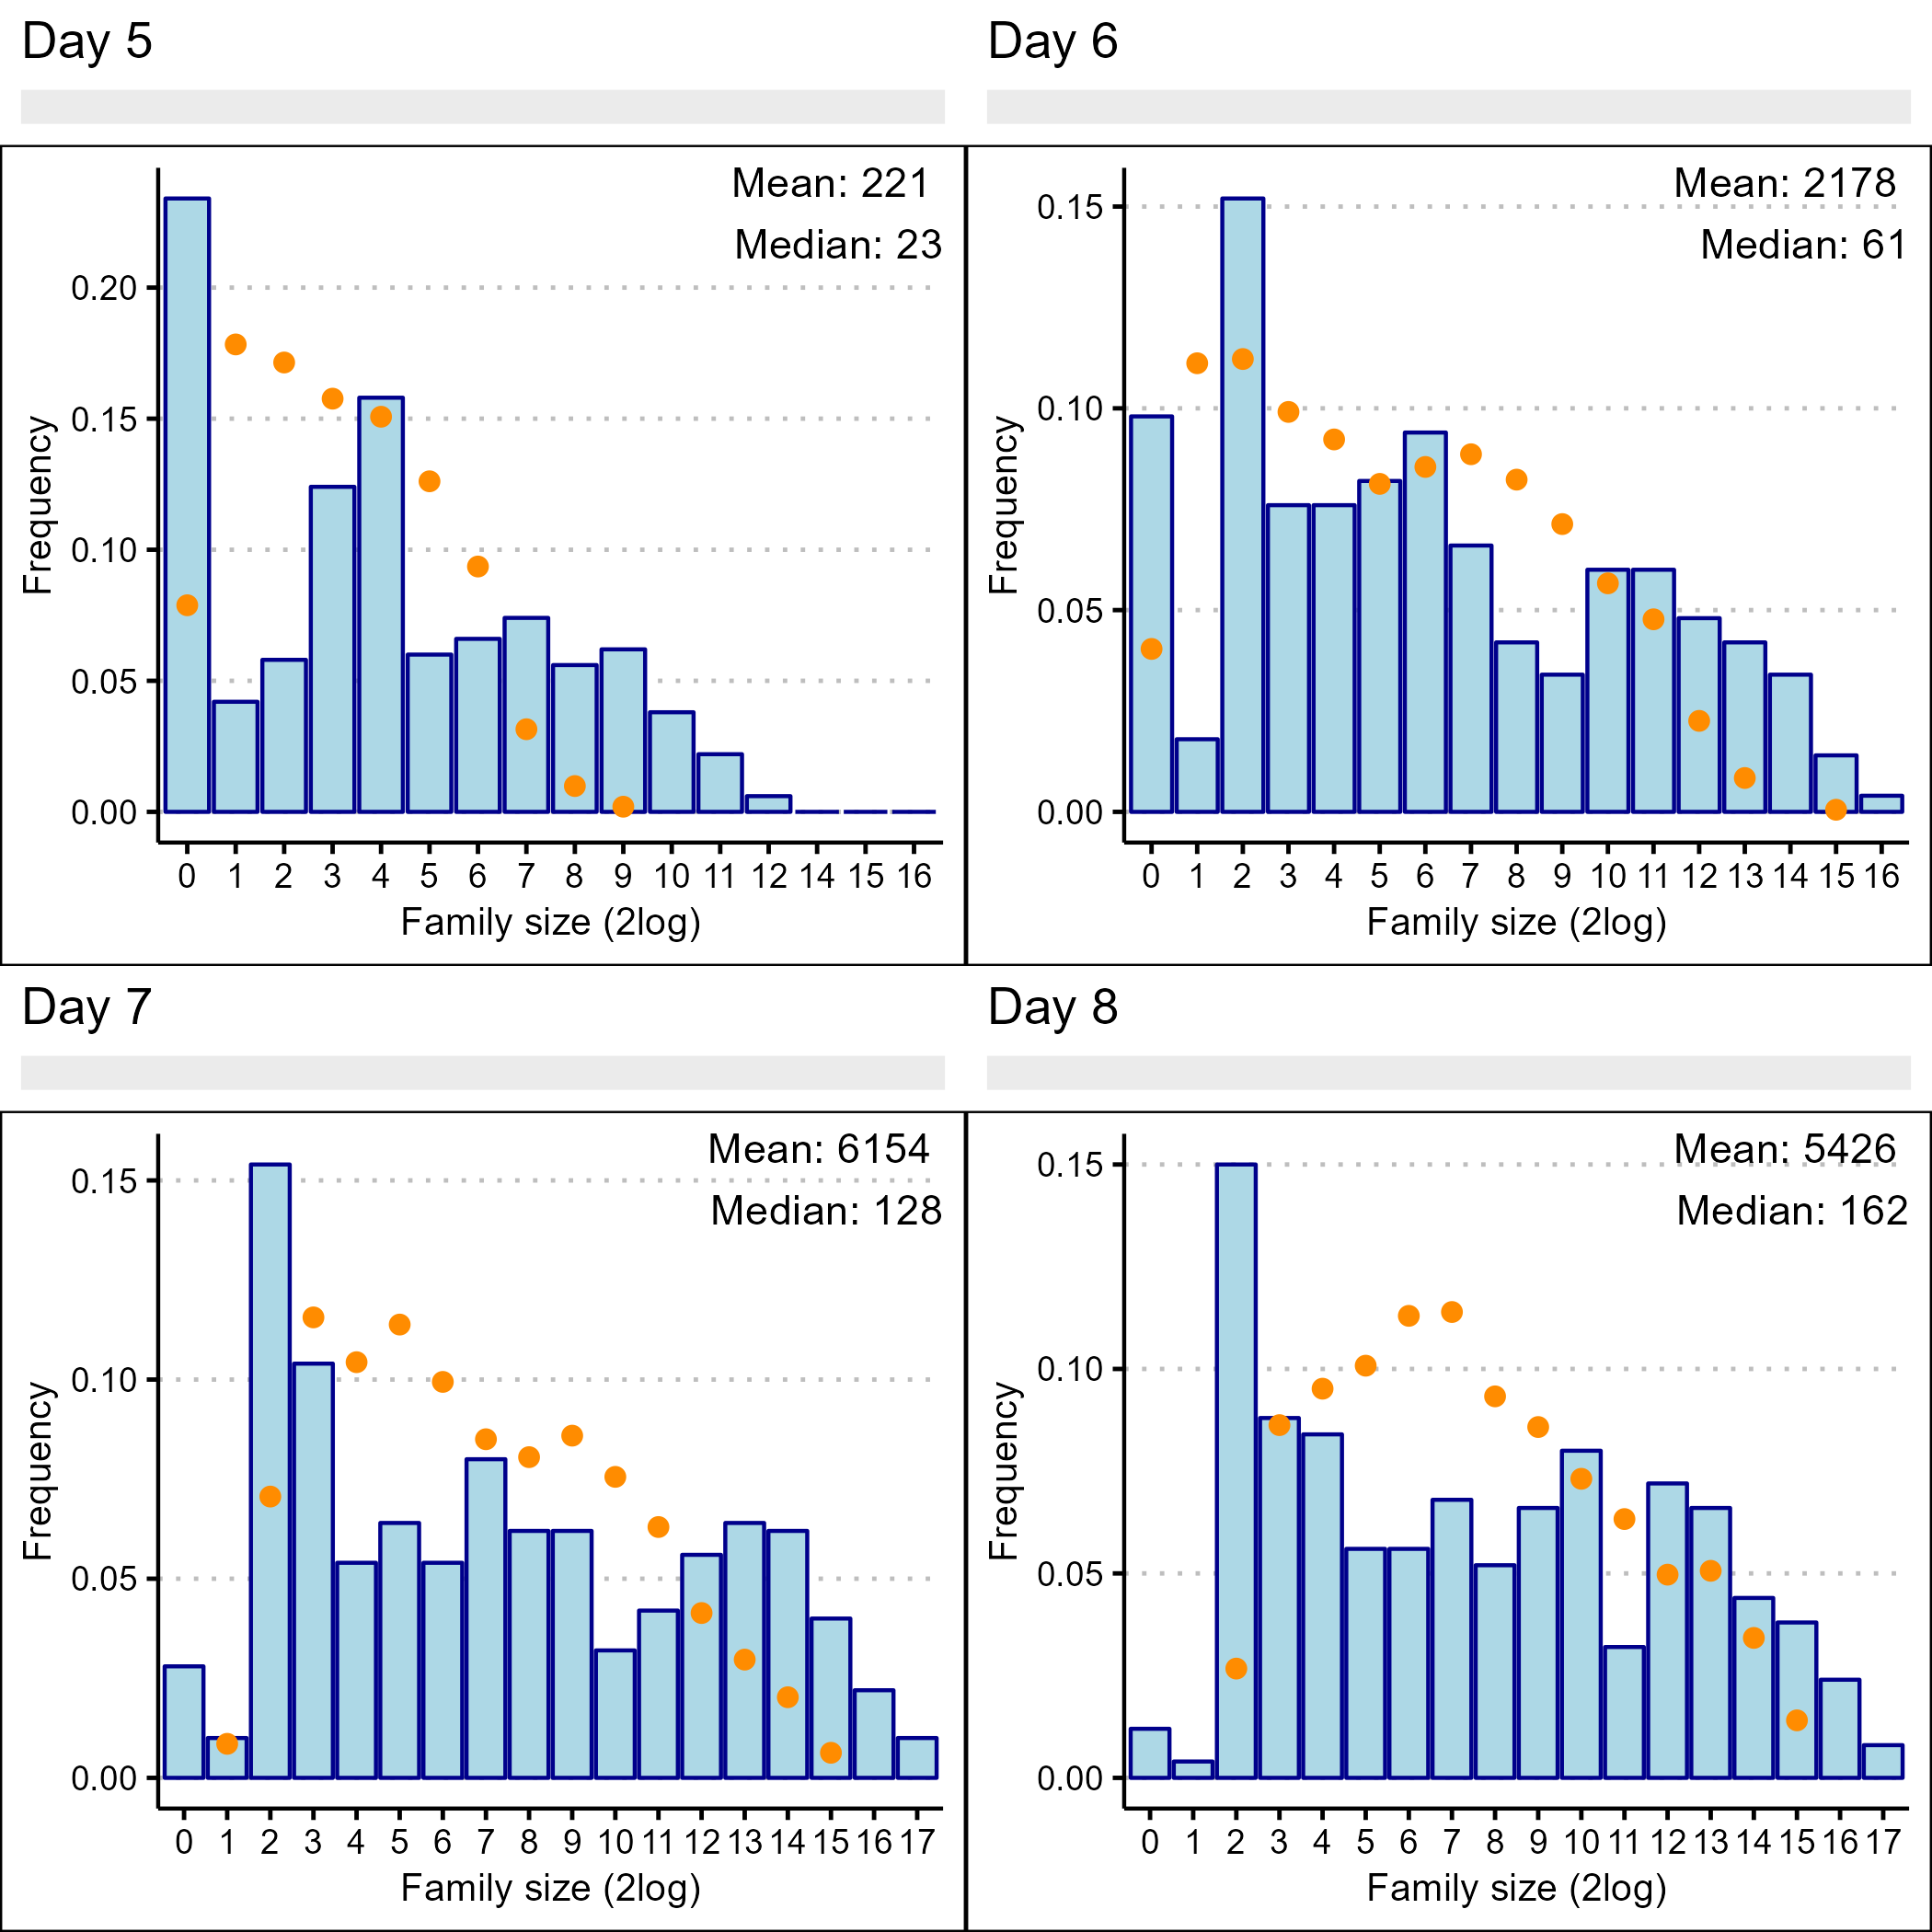 Day 5
Mean: 221
Median: 23
0.20
0.15
0.10
0.05
0.00
Frequency
0 1 2 3 4 5 6 7 8 9 10 11 12 14 15 16
Family size (2log)
Day 6
Mean: 2178
Median: 61
0.15
0.10
0.05
0.00
Frequency
0 1 2 3 4 5 6 7 8 9 10 11 12 13 14 15 16
Family size (2log)
Day 7
Mean: 6154
Median: 128
0.15
0.10
0.05
0.00
Frequency
0 1 2 3 4 5 6 7 8 9 10 11 12 13 14 15 16 17
Family size (2log)
Day 8
Mean: 5426
Median: 162
0.15
0.10
0.05
0.00
Frequency
0 1 2 3 4 5 6 7 8 9 10 11 12 13 14 15 16 17
Family size (2log)